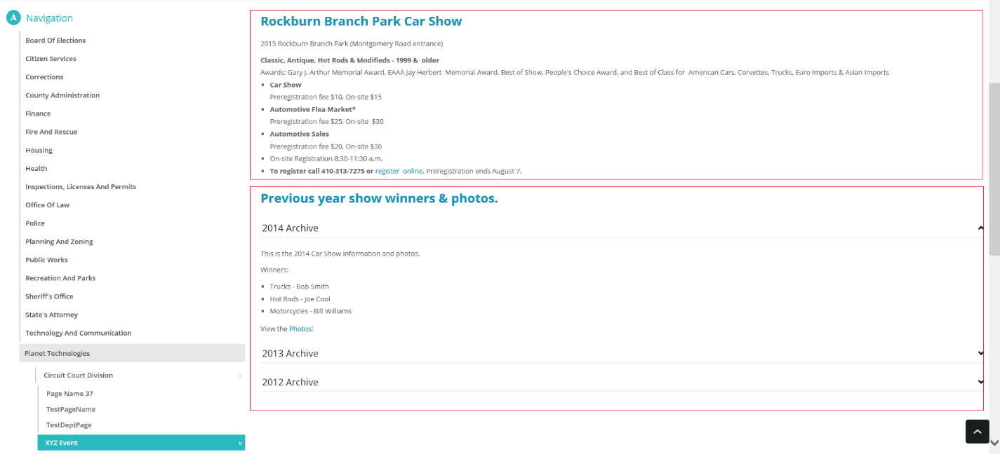 Navigation
Board Of Elections
Citizen Services
Corrections
County Administration
Finance
Fire And Rescue
Housing
Health
Inspections, Licenses And Permits
Office Of Law
Police
Planning And Zoning
Public Works
Recreation And Parks
Sheriff's Office
State's Attorney
Technology And Communication
Planet Technologies
Circuit Court Division v
Page Name 37
TestPageName
TestDeptPage
XYZ Event v
Rockburn Branch Park Car Show
2015 Rockburn Branch Park (Montgomery Road entrance)
Classic, Antique, Hot Rods & Modifieds - 1999 & older
Awards: Gary J. Arthur Memorial Award, EAAA Jay Herbert Memorial Award, Best of Show, People's Choice Award, and Best of Class for American Cars, Corvettes, Trucks, Euro Imports & Asian Imports
▪ Car Show
Preregistration fee $10, On-site $15
▪ Automotive Flea Market*
Preregistration fee $25, On-site $30
▪ Automotive Sales
Preregistration fee $20, On-site $30
▪ On-site Registration 8:30-11:30 a.m.
▪ To register call 410-313-7275 or register online. Preregistration ends August 7.
Previous year show winners & photos.
2014 Archive
This is the 2014 Car Show information and photos.
Winners:
▪ Trucks - Bob Smith
▪ Hot Rods - Joe Cool
▪ Motorcycles - Bill Williams
View the Photos!
2013 Archive
2012 Archive